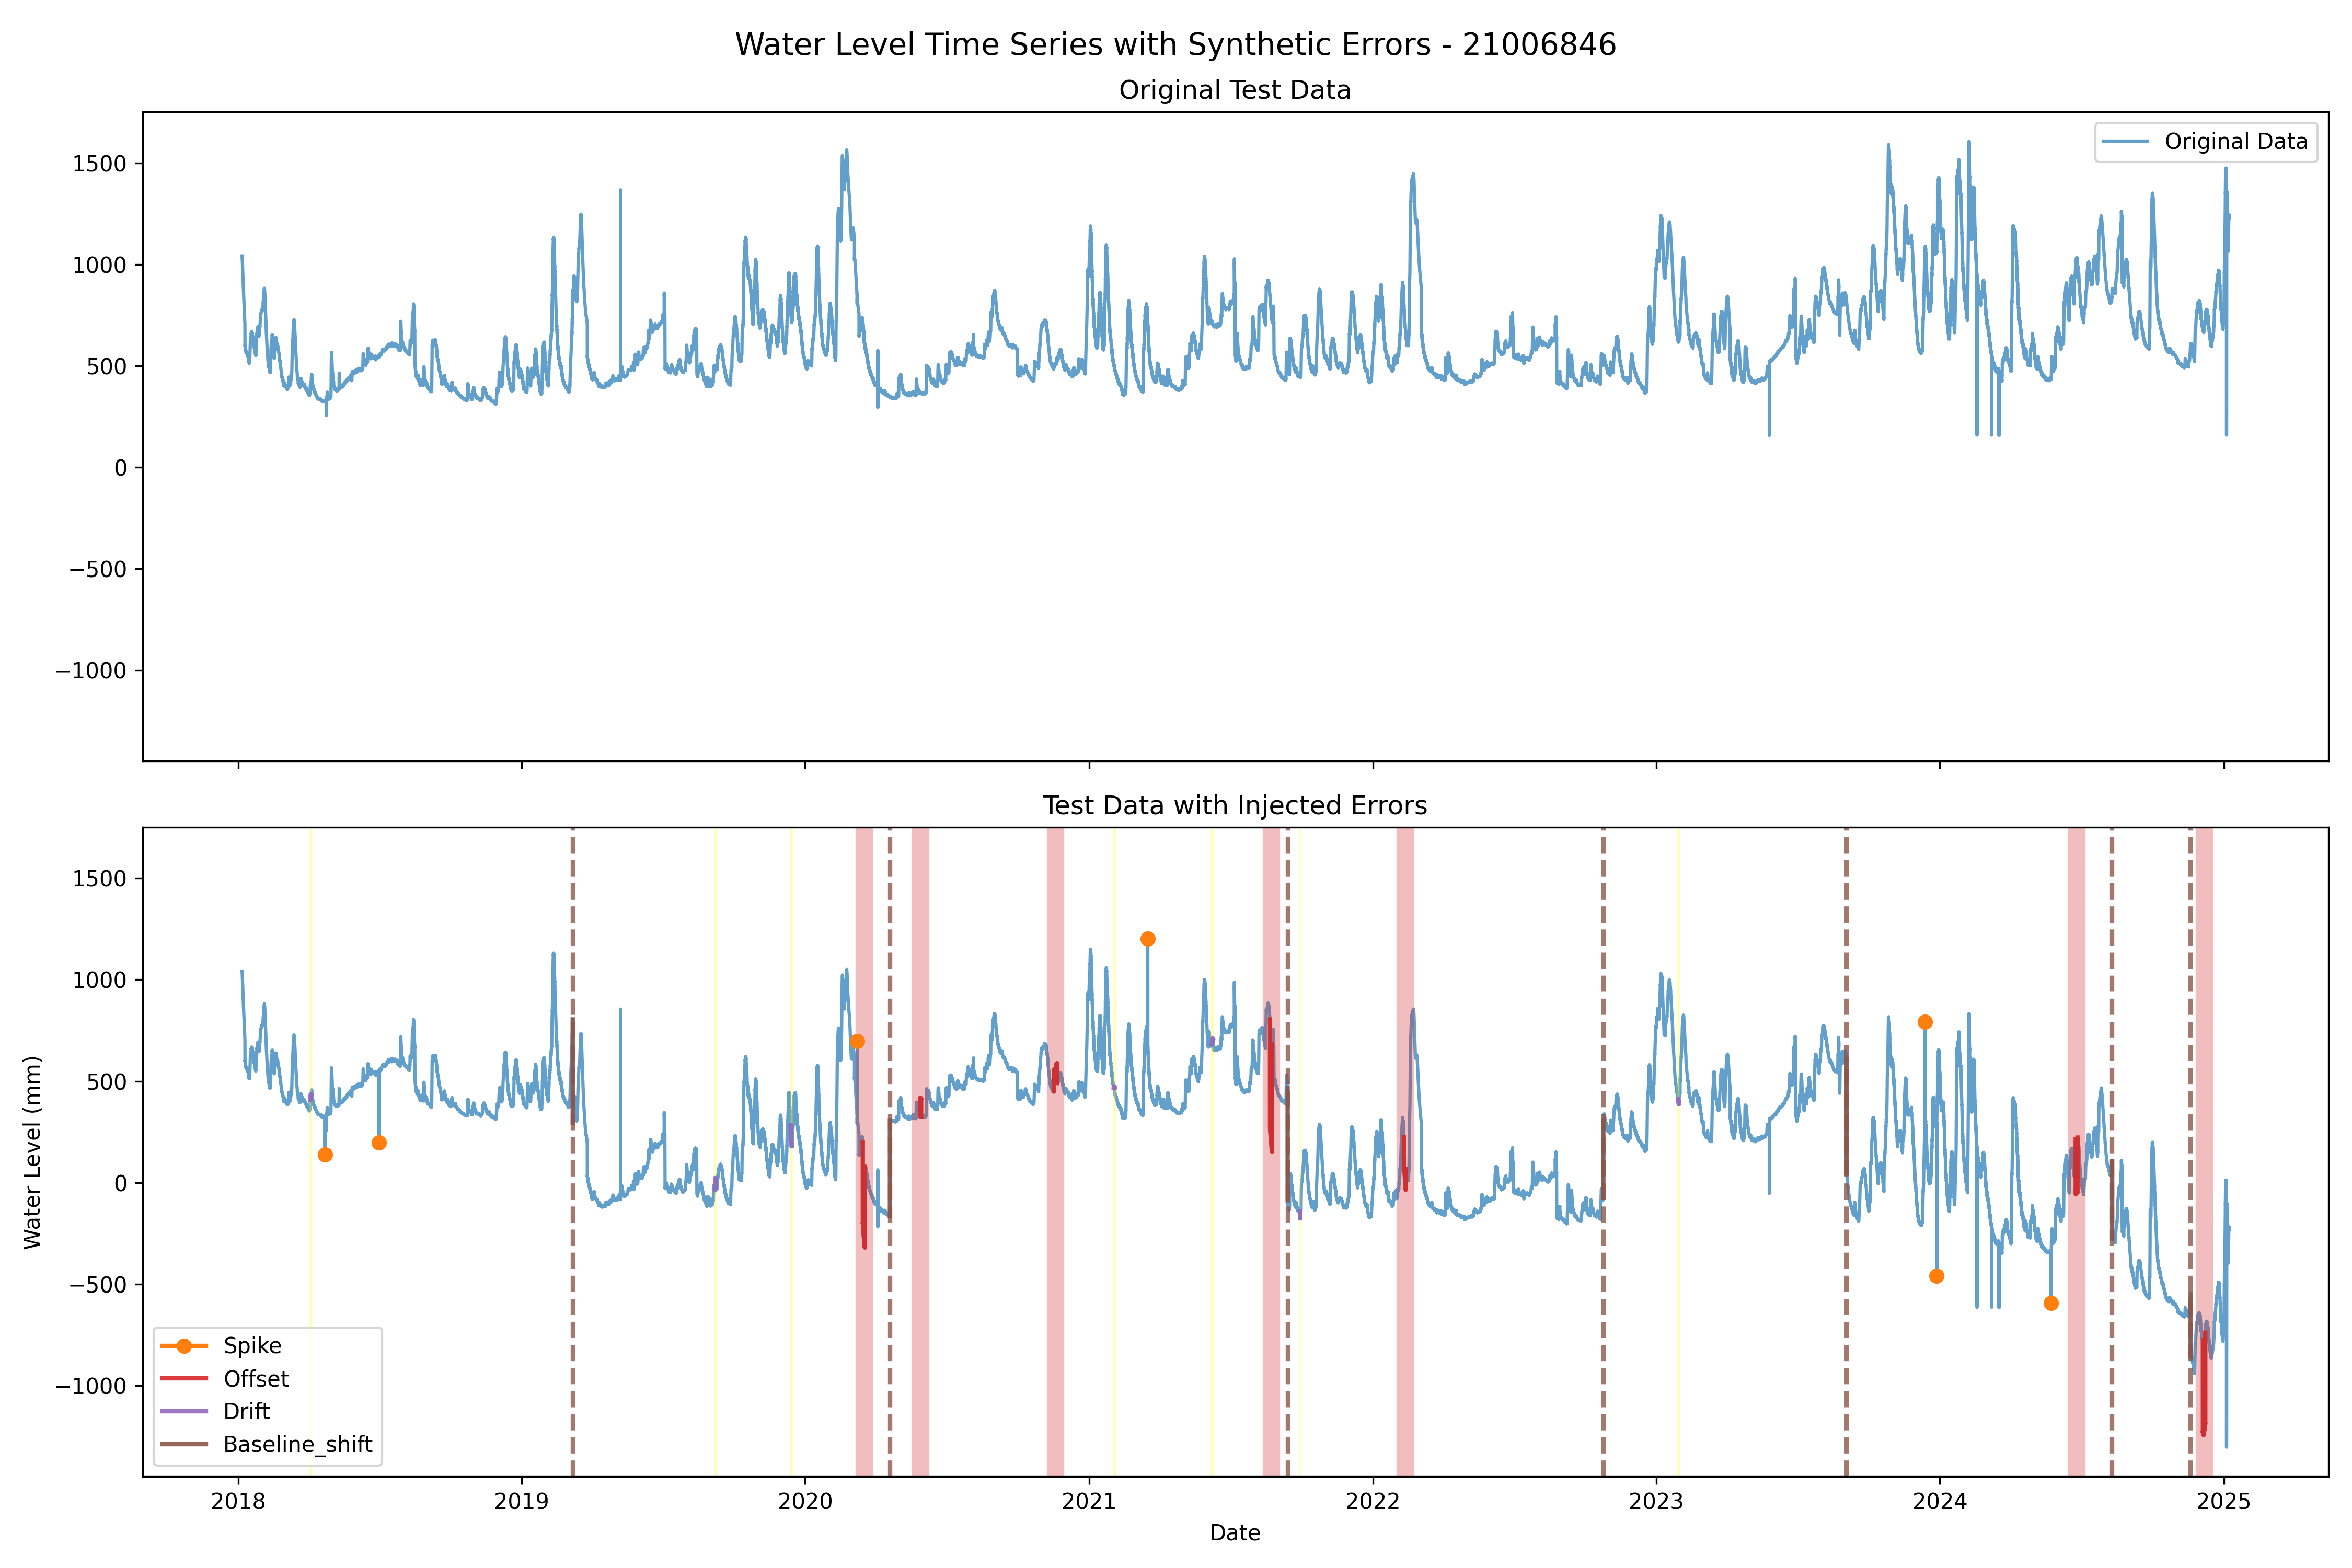 Water Level Time Series with Synthetic Errors - 21006846
Original Test Data
Original Data
1500
1000
500
0
−500
−1000
Test Data with Injected Errors
1500
1000
500
0
−500
−1000
Water Level (mm)
Spike
Offset
Drift
Baseline_shift
2018 2019 2020 2021 2022 2023 2024 2025
Date